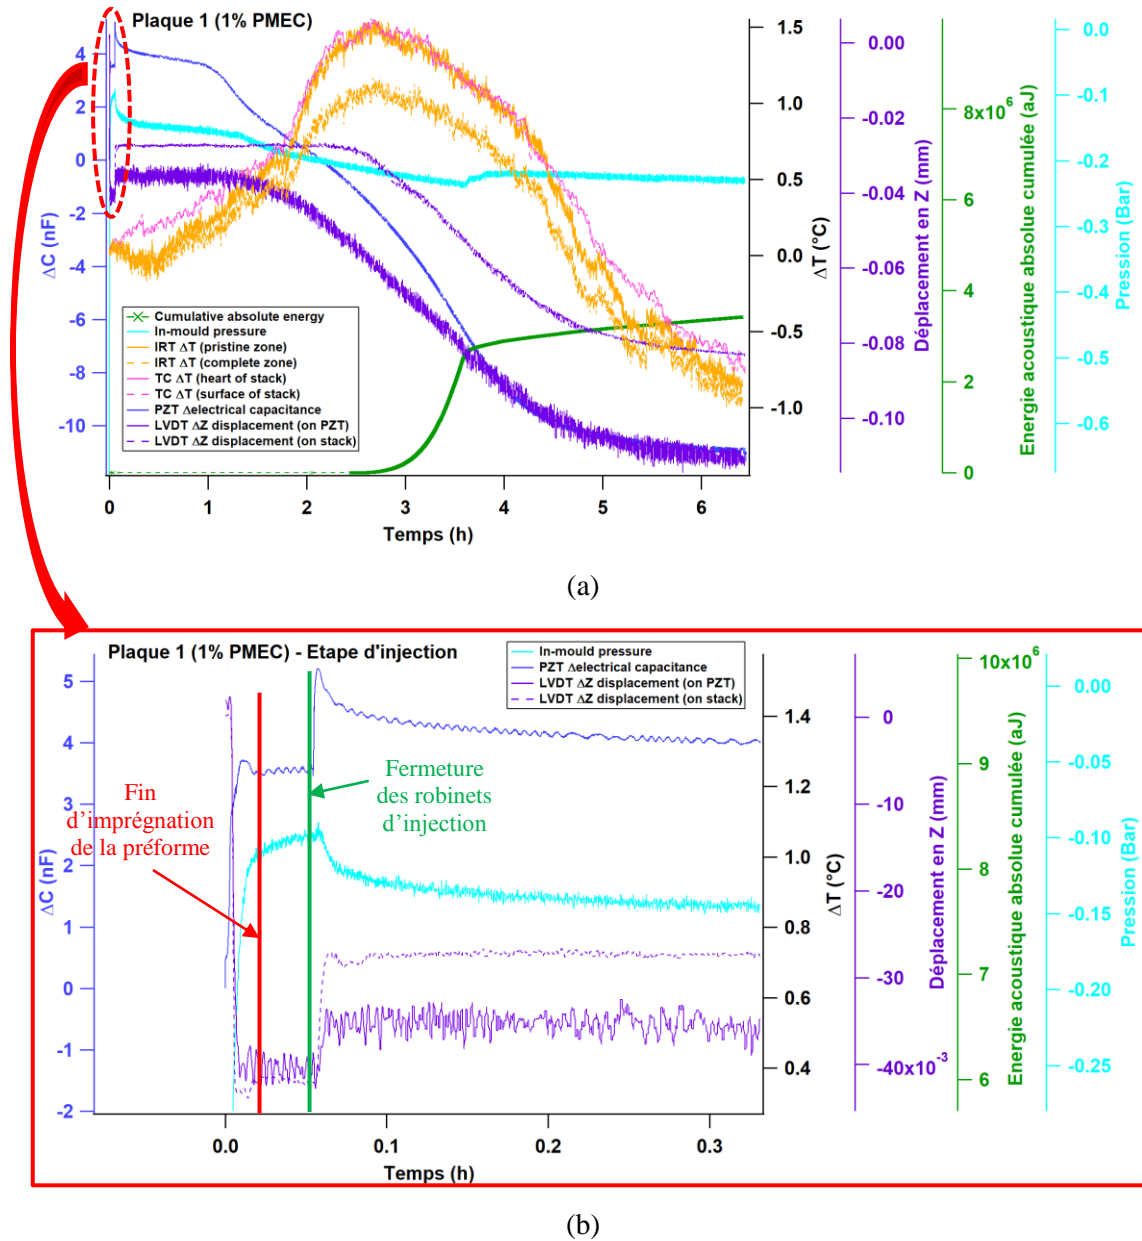 Plaque 1 (1% PMEC)
4
2
0
-2
-4
-6
-8
-10
ΔC (nF)
Cumulative absolute energy
In-mould pressure
IRT ΔT (pristine zone)
IRT ΔT (complete zone)
TC ΔT (heart of stack)
TC ΔT (surface of stack)
PZT Δelectrical capacitance
LVDT ΔZ displacement (on PZT)
LVDT ΔZ displacement (on stack)
0 1 2 3 4 5 6
Temps (h)
1.5
1.0
0.5
0.0
-0.5
-1.0
ΔT (°C)
0.00
-0.02
-0.04
-0.06
-0.08
-0.10
Déplacement en Z (mm)
8x10⁶
6
4
2
0
Energie acoustique absolue cumulée (aJ)
0.0
-0.1
-0.2
-0.3
-0.4
-0.5
-0.6
Pression (Bar)
(a)
Plaque 1 (1% PMEC) - Etape d'injection
In-mould pressure
PZT Δelectrical capacitance
LVDT ΔZ displacement (on PZT)
LVDT ΔZ displacement (on stack)
5
4
3
2
1
0
-1
-2
ΔC (nF)
Fin
d’imprégnation
de la préforme
Fermeture
des robinets
d’injection
0.0 0.1 0.2 0.3
Temps (h)
1.4
1.2
1.0
0.8
0.6
0.4
ΔT (°C)
0
-10
-20
-30
-40x10⁻³
Déplacement en Z (mm)
10x10⁶
9
8
7
6
Energie acoustique absolue cumulée (aJ)
0.00
-0.05
-0.10
-0.15
-0.20
-0.25
Pression (Bar)
(b)